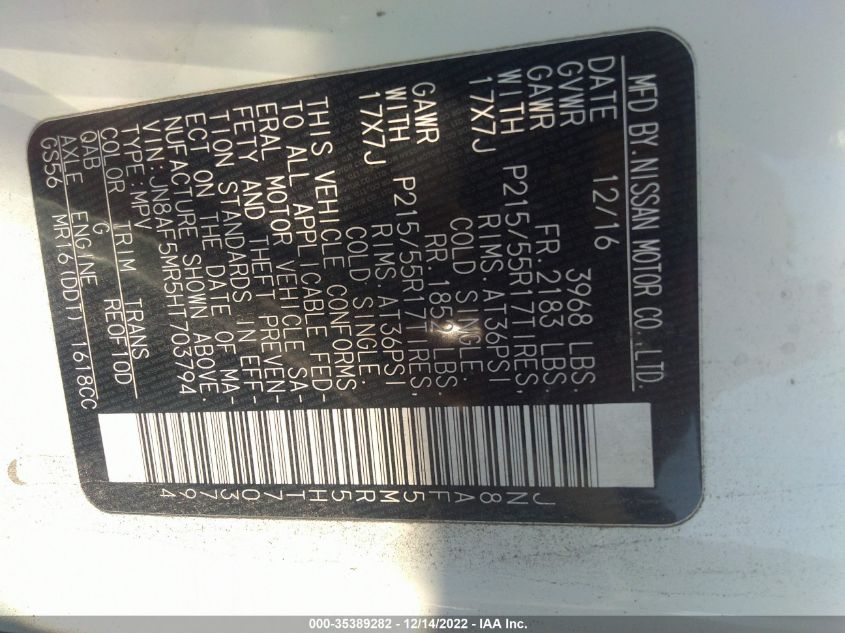 MFD BY. NISSAN MOTOR CO., LTD.
DATE 12/16
GVWR 3968 LBS.
GAWR FR. 2183 LBS.
WITH P215/55R17TIRES,
17X7J RIMS. AT36PSI
COLD SINGLE.
GAWR RR. 1852 LBS.
WITH P215/55R17TIRES,
17X7J RIMS. AT36PSI
COLD SINGLE.
THIS VEHICLE CONFORMS
TO ALL APPLICABLE FED-
ERAL MOTOR VEHICLE SA-
FETY AND THEFT PREVEN-
TION STANDARDS IN EFF-
ECT ON THE DATE OF MA-
NUFACTURE SHOWN ABOVE.
VIN: JN8AF5MR5HT703794
TYPE: MPV
COLOR TRIM TRANS
QAB G RE0F10D
AXLE ENGINE
GS56 MR16(DDT) 1618CC
JN8AF5MR5HT703794
000-35389282 - 12/14/2022 - IAA Inc.